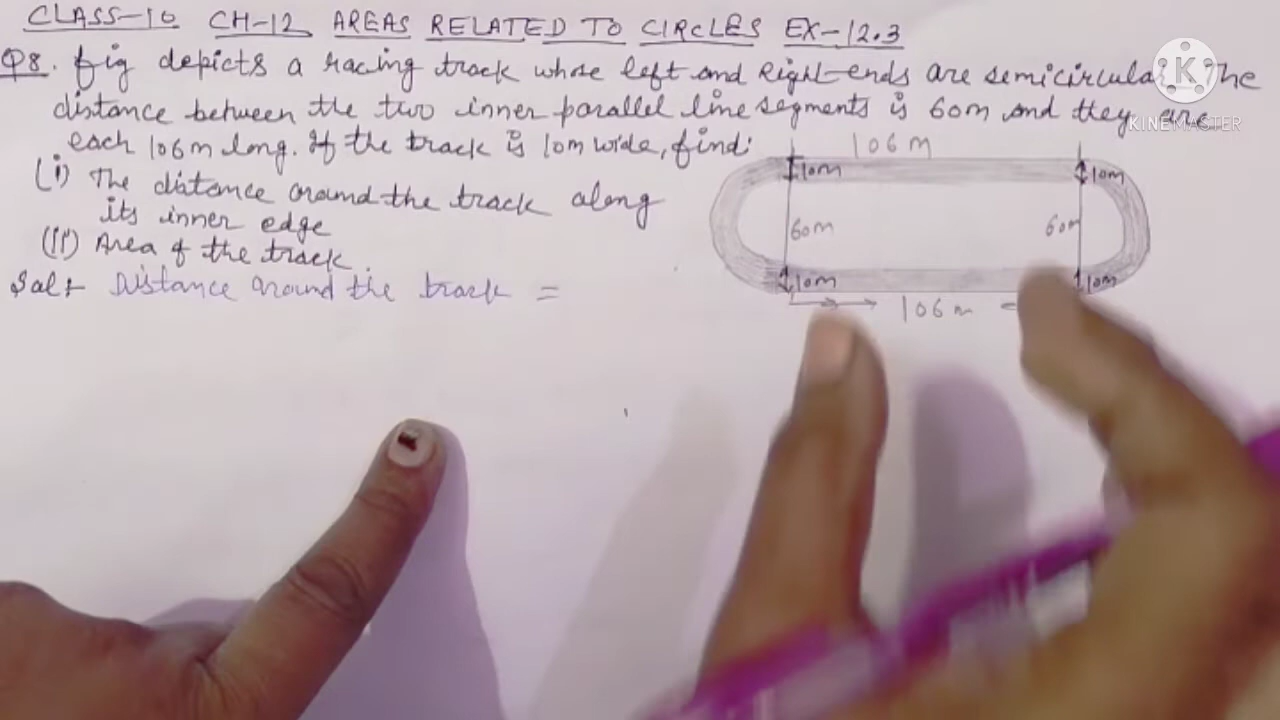 CLASS-10 CH-12 AREAS RELATED TO CIRCLES EX-12.3
Q8. fig depicts a racing track whose left and Right-ends are semicircular. The
distance between the two inner parallel line segments is 60m and they are
each 106m long. If the track is 10m wide, find:
(i) The distance around the track along
its inner edge
(ii) Area of the track.
Sol:- Distance around the track =
106m
10m
10m
60m
60m
10m
10m
106m
K
KINEMASTER